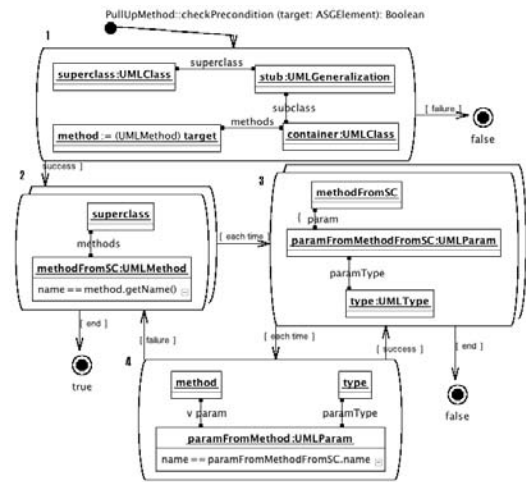 PullUpMethod::checkPrecondition (target: ASGElement): Boolean
1
superclass
superclass:UMLClass
stub:UMLGeneralization
subclass
methods
method := (UMLMethod) target
container:UMLClass
[ failure ]
false
success ]
2
superclass
methods
methodFromSC:UMLMethod
name == method.getName()
[ each time ]
3
methodFromSC
{ param
paramFromMethodFromSC:UMLParam
paramType
type:UMLType
[ end ]
true
[ failure ]
[ each time ]
[ success ]
[ end ]
false
4
method
type
v param
paramType
paramFromMethod:UMLParam
name == paramFromMethodFromSC.name